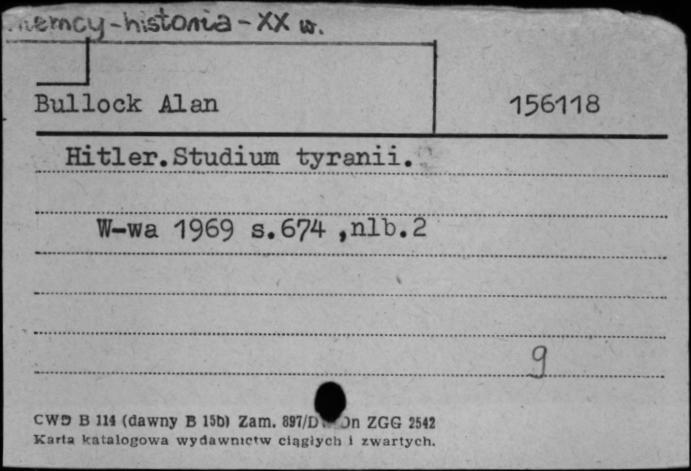 Niemcy-historia-XX w.
Bullock Alan
156118
Hitler.Studium tyranii.
W-wa 1969 s.674 ,nlb.2
9
CWD B 114 (dawny B 15b) Zam. 897/D On ZGG 2542
Karta katalogowa wydawnictw ciągłych i zwartych.